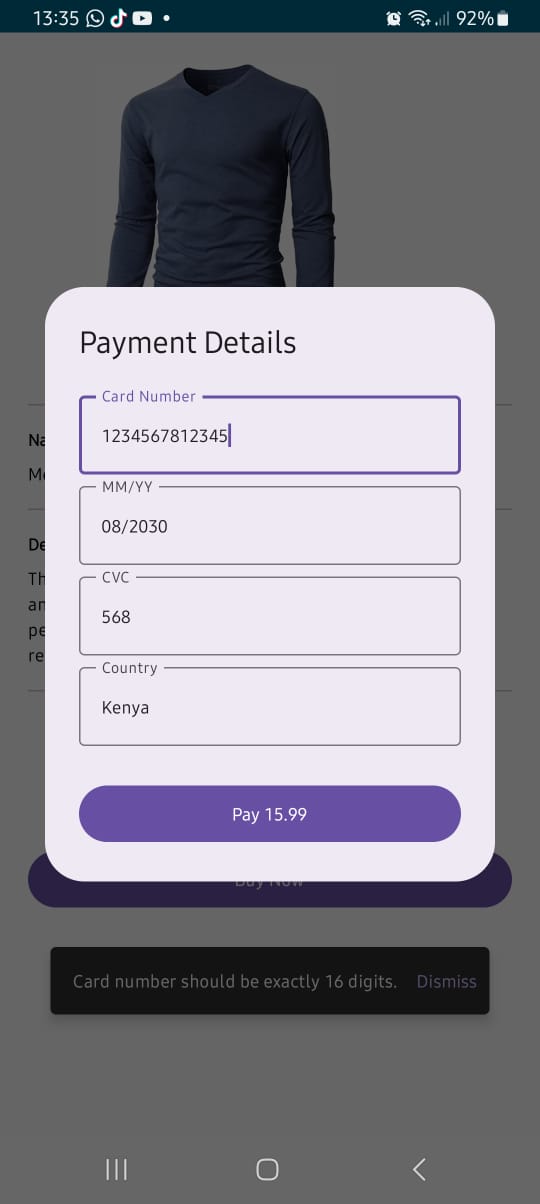 13:35
92%
Payment Details
Card Number
1234567812345
MM/YY
08/2030
CVC
568
Country
Kenya
Na
Me
De
Th
an
pe
re
Pay 15.99
Buy Now
Card number should be exactly 16 digits. Dismiss